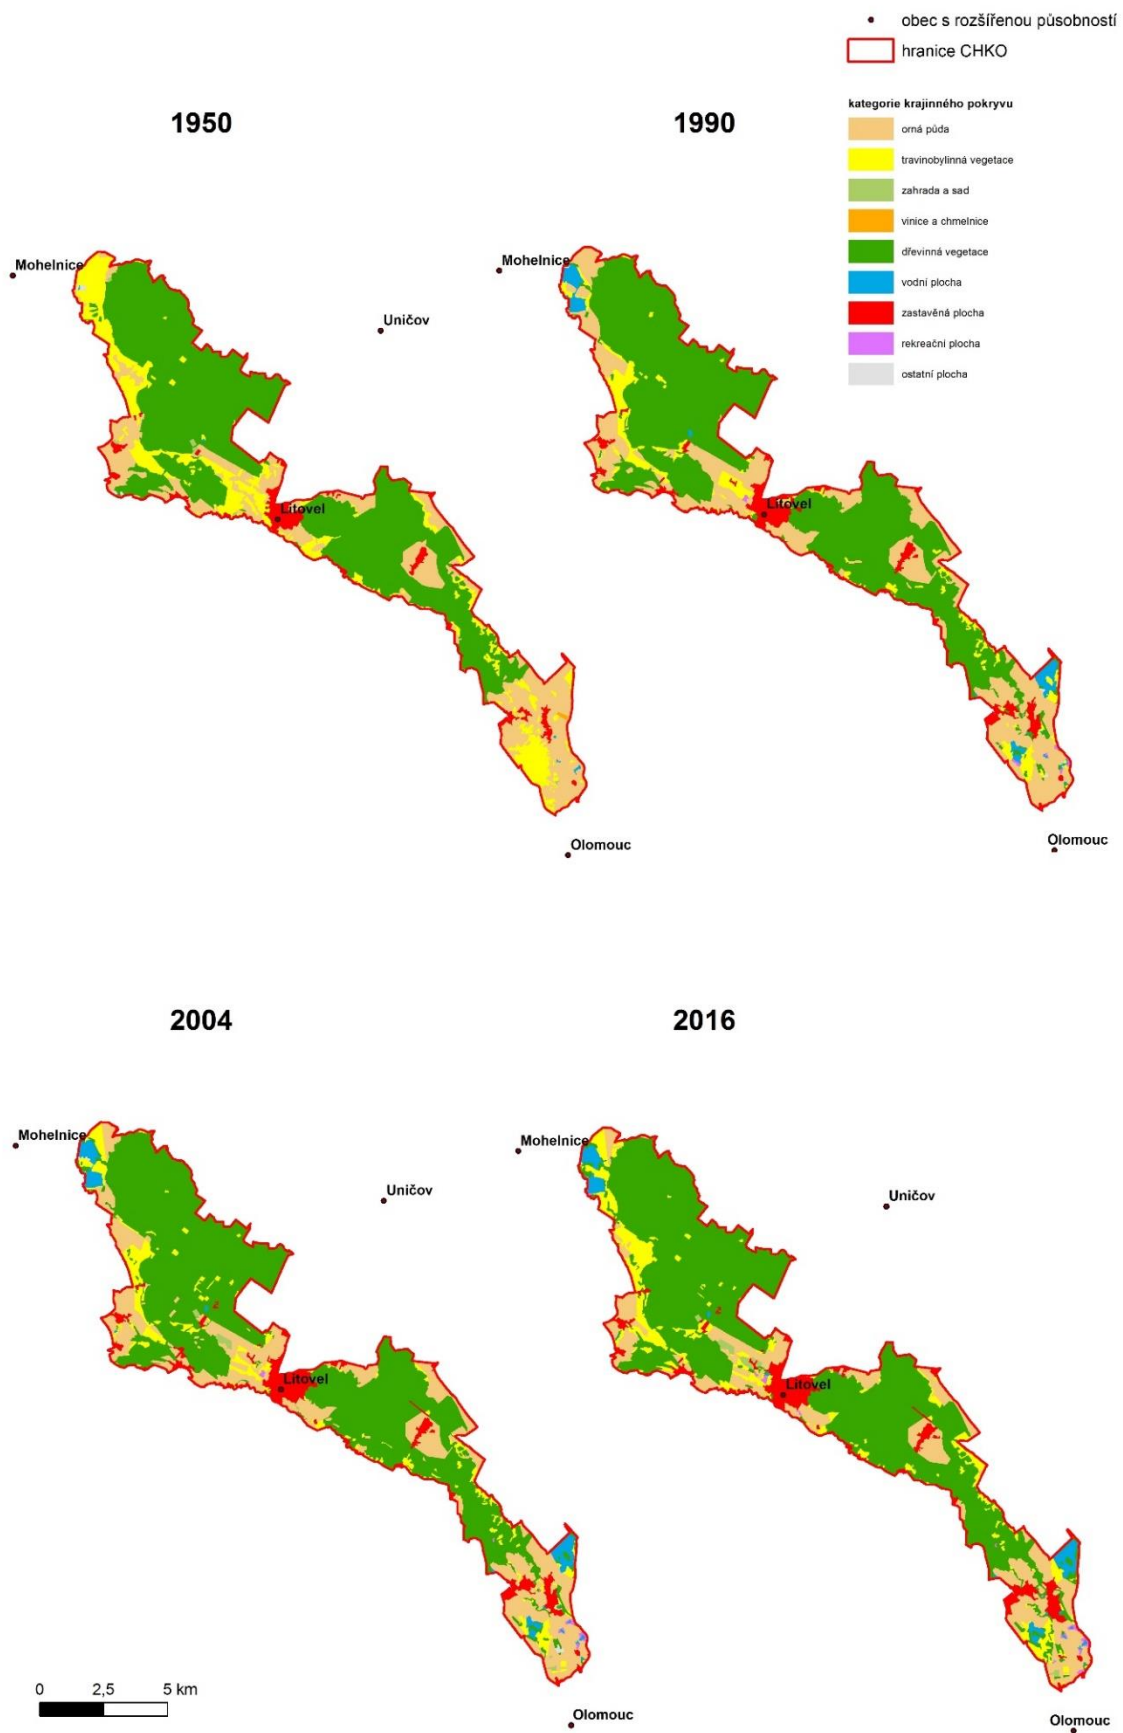 obec s rozšířenou působností
hranice CHKO
kategorie krajinného pokryvu
orná půda
travinobylinná vegetace
zahrada a sad
vinice a chmelnice
dřevinná vegetace
vodní plocha
zastavěná plocha
rekreační plocha
ostatní plocha
1950
Mohelnice
Uničov
Litovel
Olomouc
1990
Mohelnice
Litovel
Olomouc
2004
Mohelnice
Uničov
Litovel
Olomouc
0 2,5 5 km
2016
Mohelnice
Uničov
Litovel
Olomouc